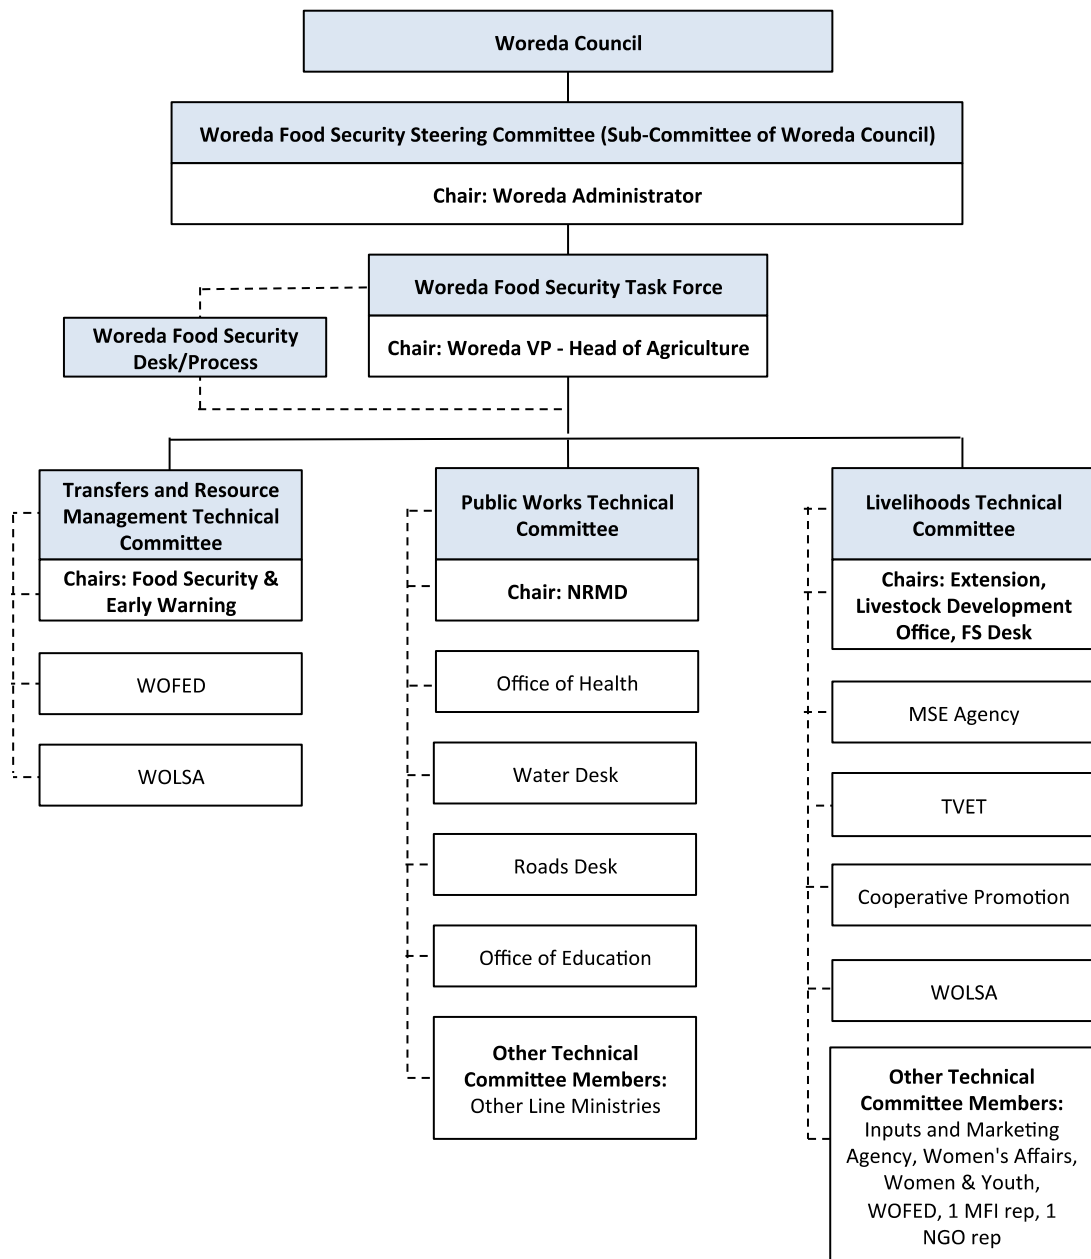 Woreda Council
Woreda Food Security Steering Committee (Sub-Committee of Woreda Council)
Chair: Woreda Administrator
Woreda Food Security Task Force
Chair: Woreda VP - Head of Agriculture
Woreda Food Security
Desk/Process
Transfers and Resource
Management Technical
Committee
Chairs: Food Security &
Early Warning
WOFED
WOLSA
Public Works Technical
Committee
Chair: NRMD
Office of Health
Water Desk
Roads Desk
Office of Education
Other Technical
Committee Members:
Other Line Ministries
Livelihoods Technical
Committee
Chairs: Extension,
Livestock Development
Office, FS Desk
MSE Agency
TVET
Cooperative Promotion
WOLSA
Other Technical
Committee Members:
Inputs and Marketing
Agency, Women's Affairs,
Women & Youth,
WOFED, 1 MFI rep, 1
NGO rep